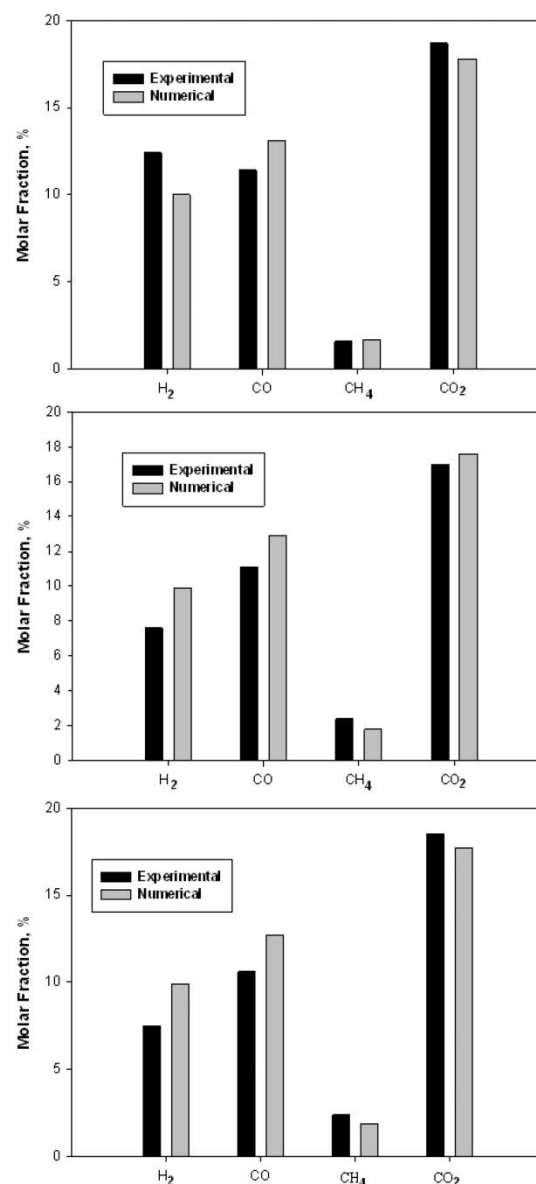 20
15
10
5
0
Molar Fraction, %
Experimental
Numerical
H2 CO CH4 CO2
20
18
16
14
12
10
8
6
4
2
0
Molar Fraction, %
Experimental
Numerical
H2 CO CH4 CO2
20
15
10
5
0
Molar Fraction, %
Experimental
Numerical
H2 CO CH4 CO2